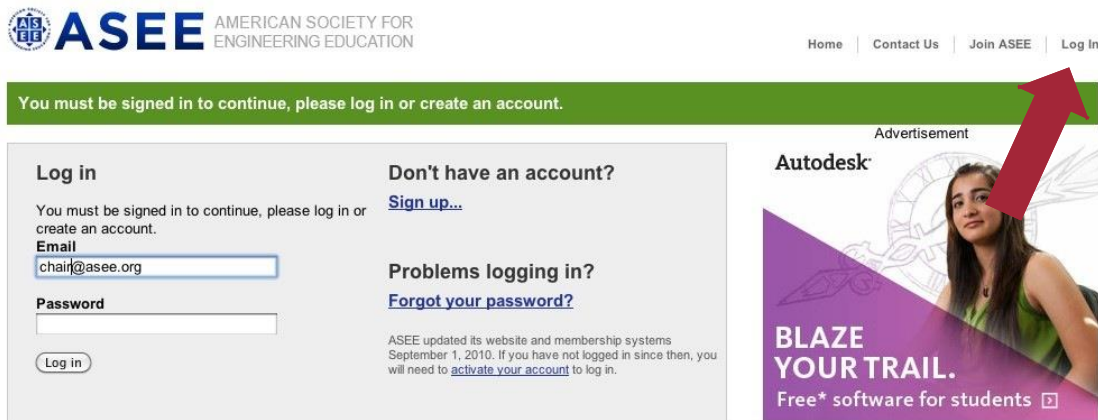 ASEE
AMERICAN SOCIETY FOR
ENGINEERING EDUCATION
Home
Contact Us
Join ASEE
Log In
You must be signed in to continue, please log in or create an account.
Log in
You must be signed in to continue, please log in or
create an account.
Email
chair@asee.org
Password
Log in
Don't have an account?
Sign up...
Problems logging in?
Forgot your password?
ASEE updated its website and membership systems
September 1, 2010. If you have not logged in since then, you
will need to activate your account to log in.
Advertisement
Autodesk
BLAZE
YOUR TRAIL.
Free* software for students